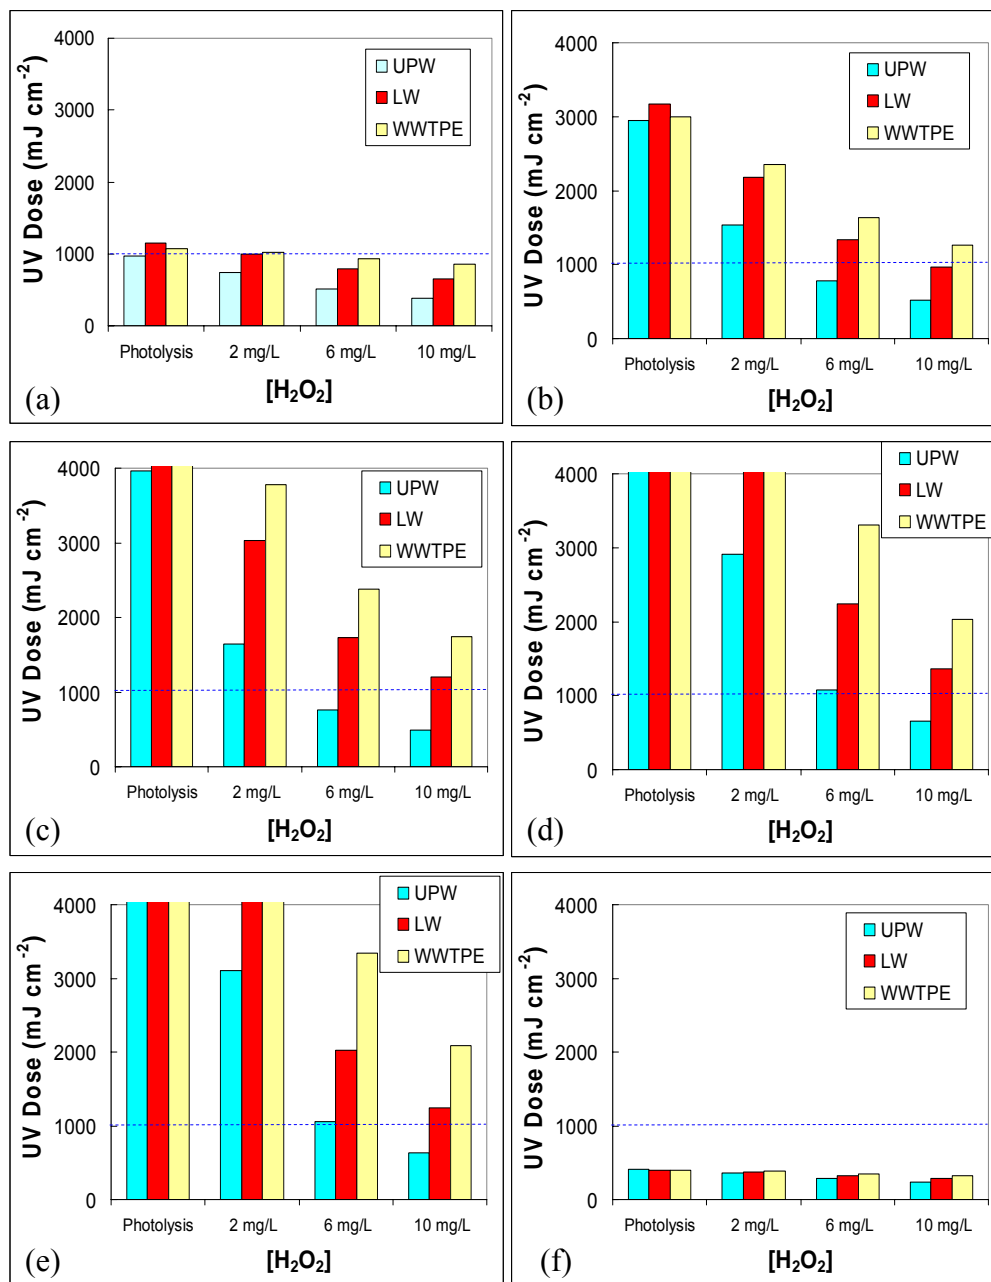 4000
3000
2000
1000
0
UV Dose (mJ cm⁻²)
UPW
LW
WWTPE
Photolysis 2 mg/L 6 mg/L 10 mg/L
[H₂O₂]
(a)
4000
3000
2000
1000
0
UV Dose (mJ cm⁻²)
UPW
LW
WWTPE
Photolysis 2 mg/L 6 mg/L 10 mg/L
[H₂O₂]
(b)
4000
3000
2000
1000
0
UV Dose (mJ cm⁻²)
UPW
LW
WWTPE
Photolysis 2 mg/L 6 mg/L 10 mg/L
[H₂O₂]
(c)
4000
3000
2000
1000
0
UV Dose (mJ cm⁻²)
UPW
LW
WWTPE
Photolysis 2 mg/L 6 mg/L 10 mg/L
[H₂O₂]
(d)
4000
3000
2000
1000
0
UV Dose (mJ cm⁻²)
UPW
LW
WWTPE
Photolysis 2 mg/L 6 mg/L 10 mg/L
[H₂O₂]
(e)
4000
3000
2000
1000
0
UV Dose (mJ cm⁻²)
UPW
LW
WWTPE
Photolysis 2 mg/L 6 mg/L 10 mg/L
[H₂O₂]
(f)